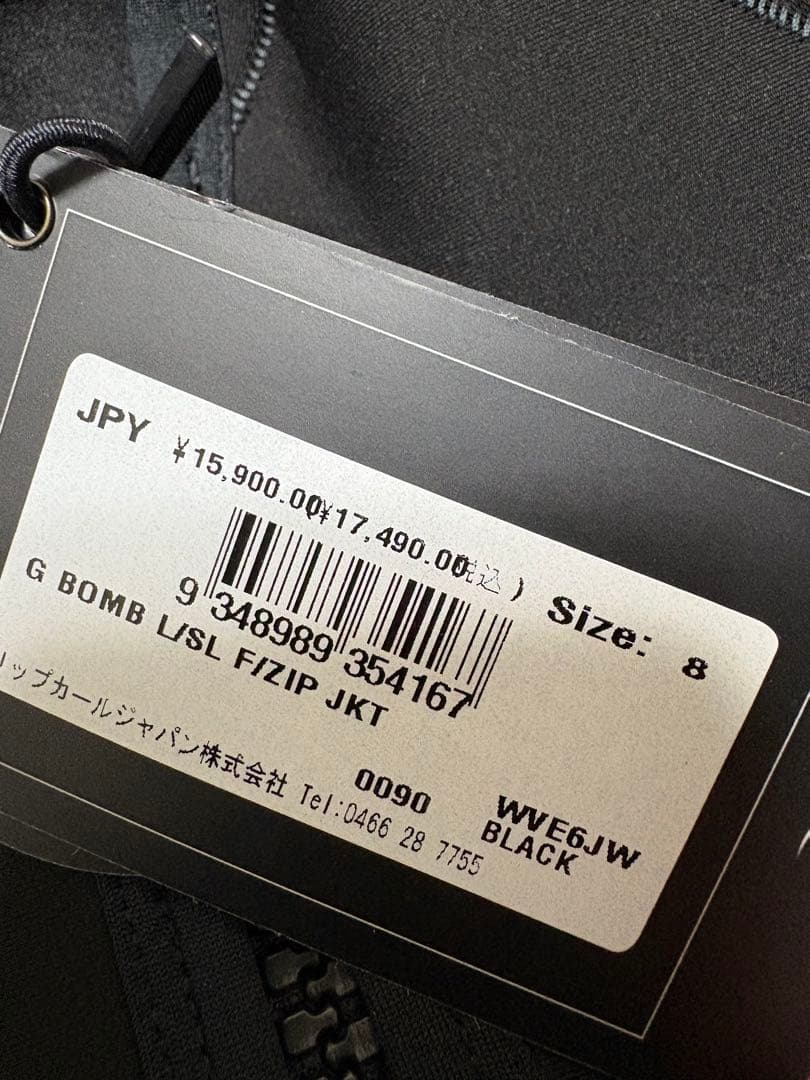 JPY ¥15,900.00(¥17,490.00税込)
Size: 8
9 348989 354167
G BOMB L/SL F/ZIP JKT
0090 WVE6JW
BLACK
ップカールジャパン株式会社 Tel:0466 28 7755